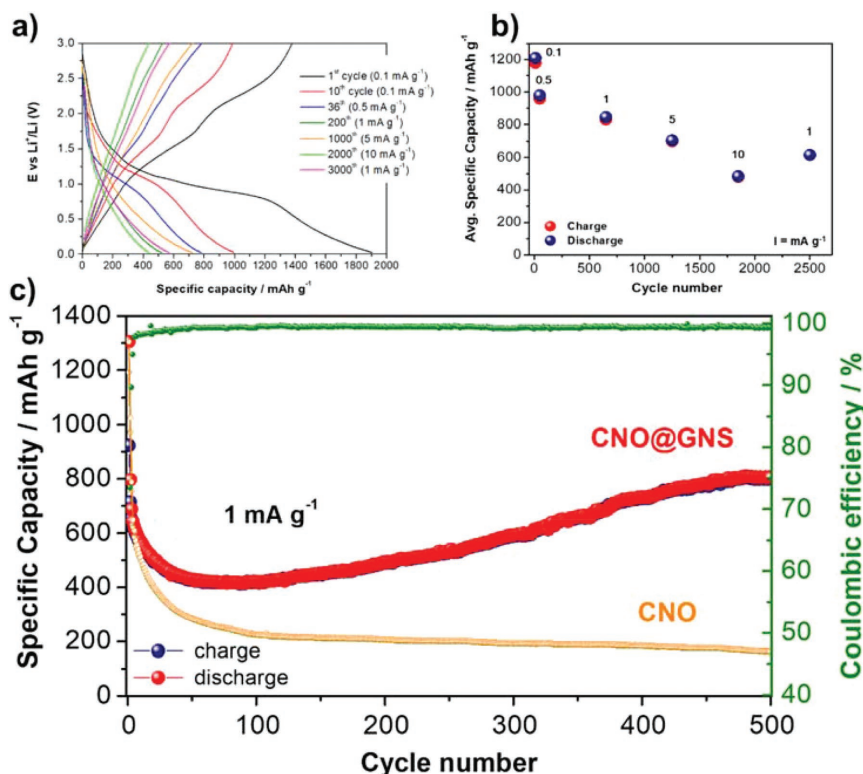 a)
3.0
2.5
2.0
1.5
1.0
0.5
0.0
E vs Li⁺/Li (V)
1ˢᵗ cycle (0.1 mA g⁻¹)
10ᵗʰ cycle (0.1 mA g⁻¹)
36ᵗʰ (0.5 mA g⁻¹)
200ᵗʰ (1 mA g⁻¹)
1000ᵗʰ (5 mA g⁻¹)
2000ᵗʰ (10 mA g⁻¹)
3000ᵗʰ (1 mA g⁻¹)
0 200 400 600 800 1000 1200 1400 1600 1800 2000
Specific capacity / mAh g⁻¹
b)
1200
1000
800
600
400
200
0
Avg. Specific Capacity / mAh g⁻¹
0.1
0.5
1
5
10
1
Charge
Discharge
I = mA g⁻¹
0 500 1000 1500 2000 2500
Cycle number
c)
1400
1200
1000
800
600
400
200
0
Specific Capacity / mAh g⁻¹
CNO@GNS
1 mA g⁻¹
CNO
charge
discharge
100
90
80
70
60
50
40
Coulombic efficiency / %
0 100 200 300 400 500
Cycle number